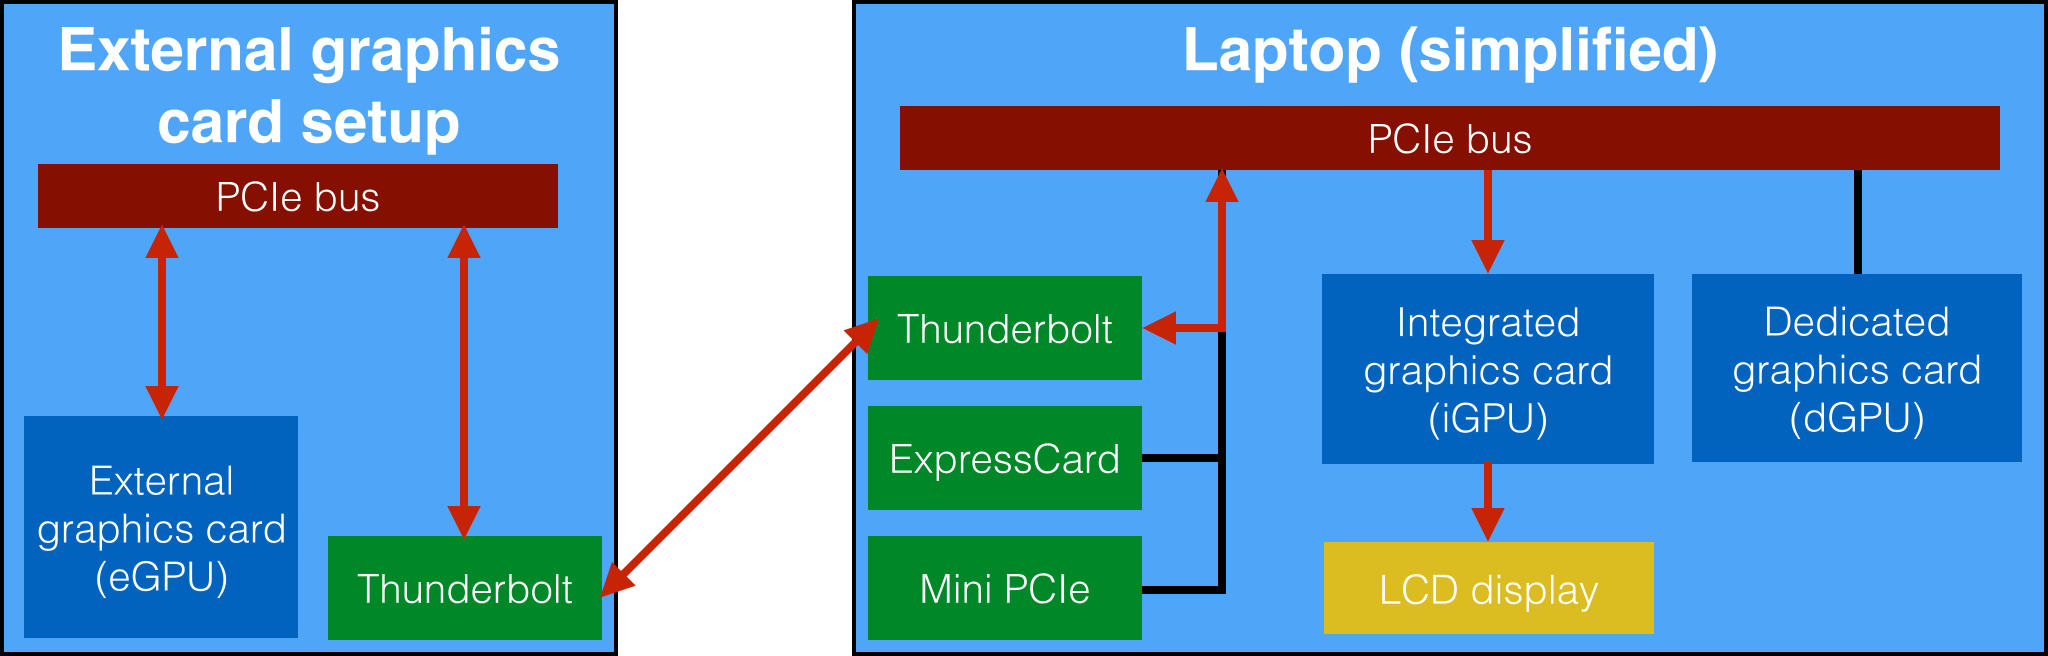 External graphics
card setup
PCIe bus
External
graphics card
(eGPU)
Thunderbolt
Laptop (simplified)
PCIe bus
Thunderbolt
ExpressCard
Mini PCIe
Integrated
graphics card
(iGPU)
LCD display
Dedicated
graphics card
(dGPU)